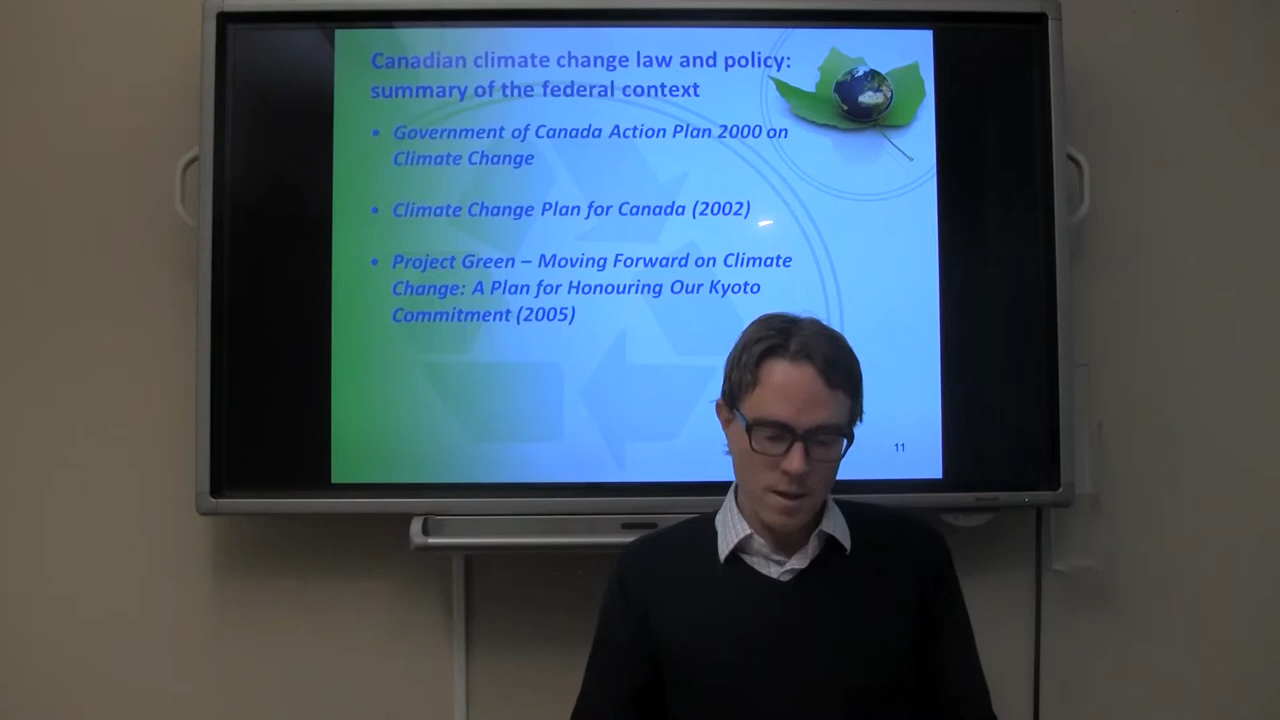 Canadian climate change law and policy:
summary of the federal context
• Government of Canada Action Plan 2000 on
Climate Change
• Climate Change Plan for Canada (2002)
• Project Green – Moving Forward on Climate
Change: A Plan for Honouring Our Kyoto
Commitment (2005)
11